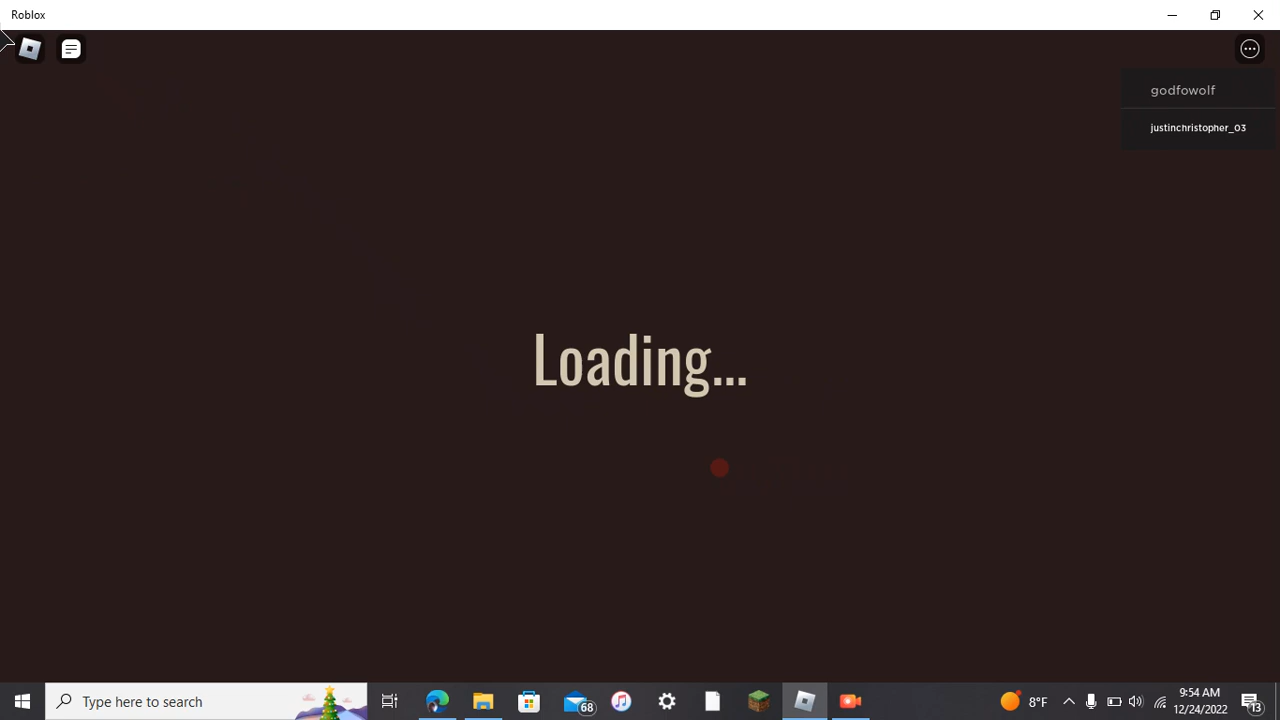 Roblox
godfowolf
justinchristopher_03
Loading...
Type here to search
68
8°F
9:54 AM
12/24/2022
13